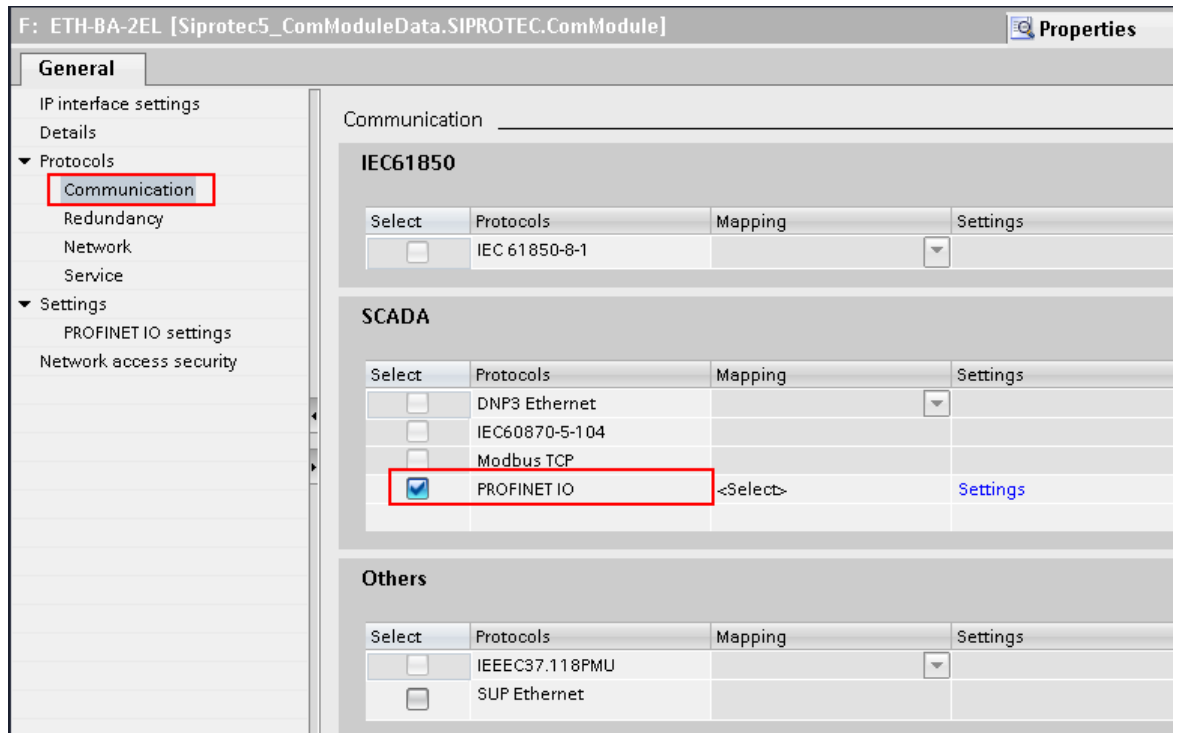 F: ETH-BA-2EL [Siprotec5_ComModuleData.SIPROTEC.ComModule]
Properties
General
IP interface settings
Details
Protocols
Communication
Redundancy
Network
Service
Settings
PROFINET IO settings
Network access security
Communication
IEC61850
Select Protocols Mapping Settings
IEC 61850-8-1
SCADA
Select Protocols Mapping Settings
DNP3 Ethernet
IEC60870-5-104
Modbus TCP
PROFINET IO <Select> Settings
Others
Select Protocols Mapping Settings
IEEEC37.118PMU
SUP Ethernet